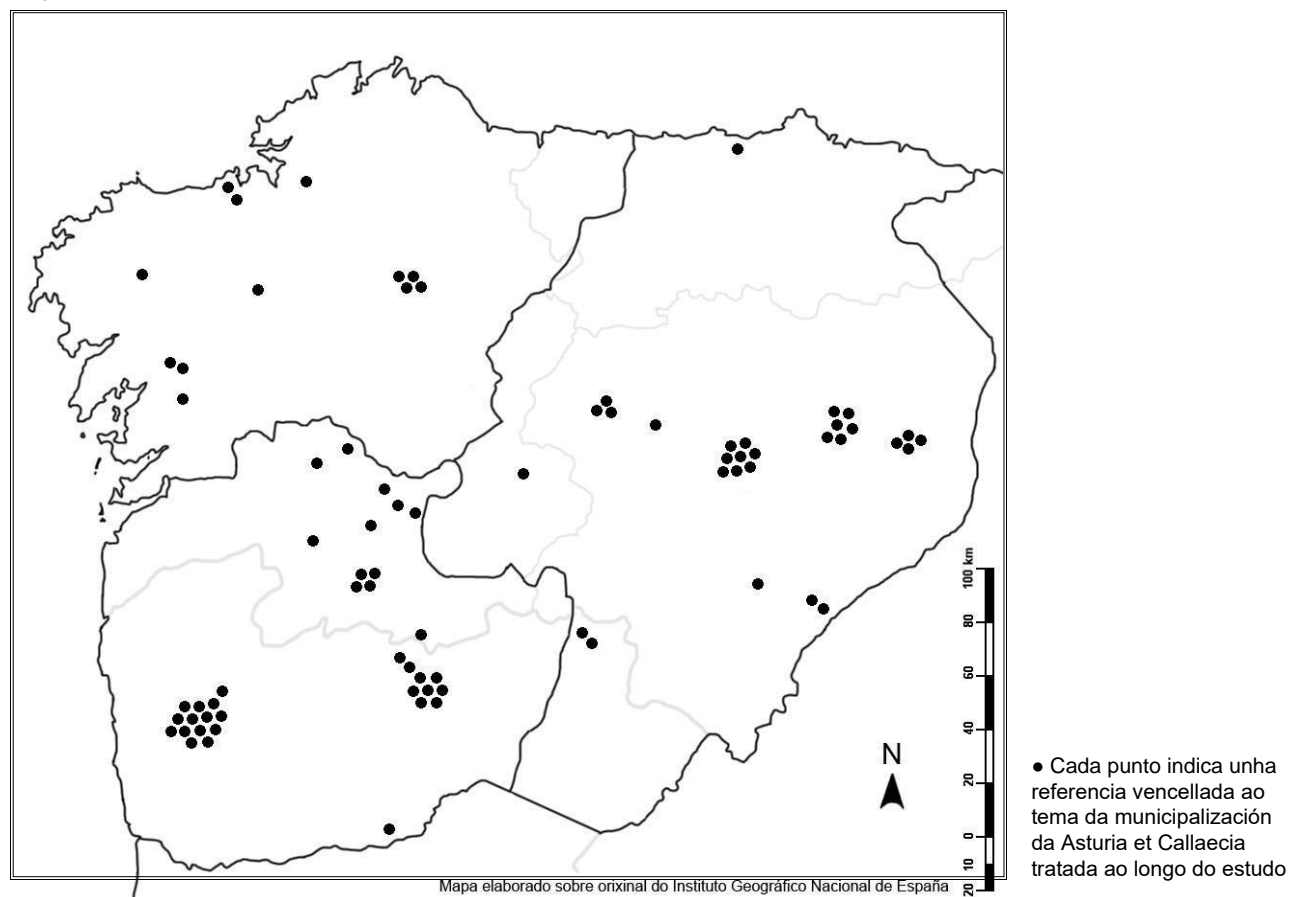 100 km
80
60
40
20
0
10
20
N
● Cada punto indica unha
referencia vencellada ao
tema da municipalización
da Asturia et Callaecia
tratada ao longo do estudo
Mapa elaborado sobre orixinal do Instituto Geográfico Nacional de España